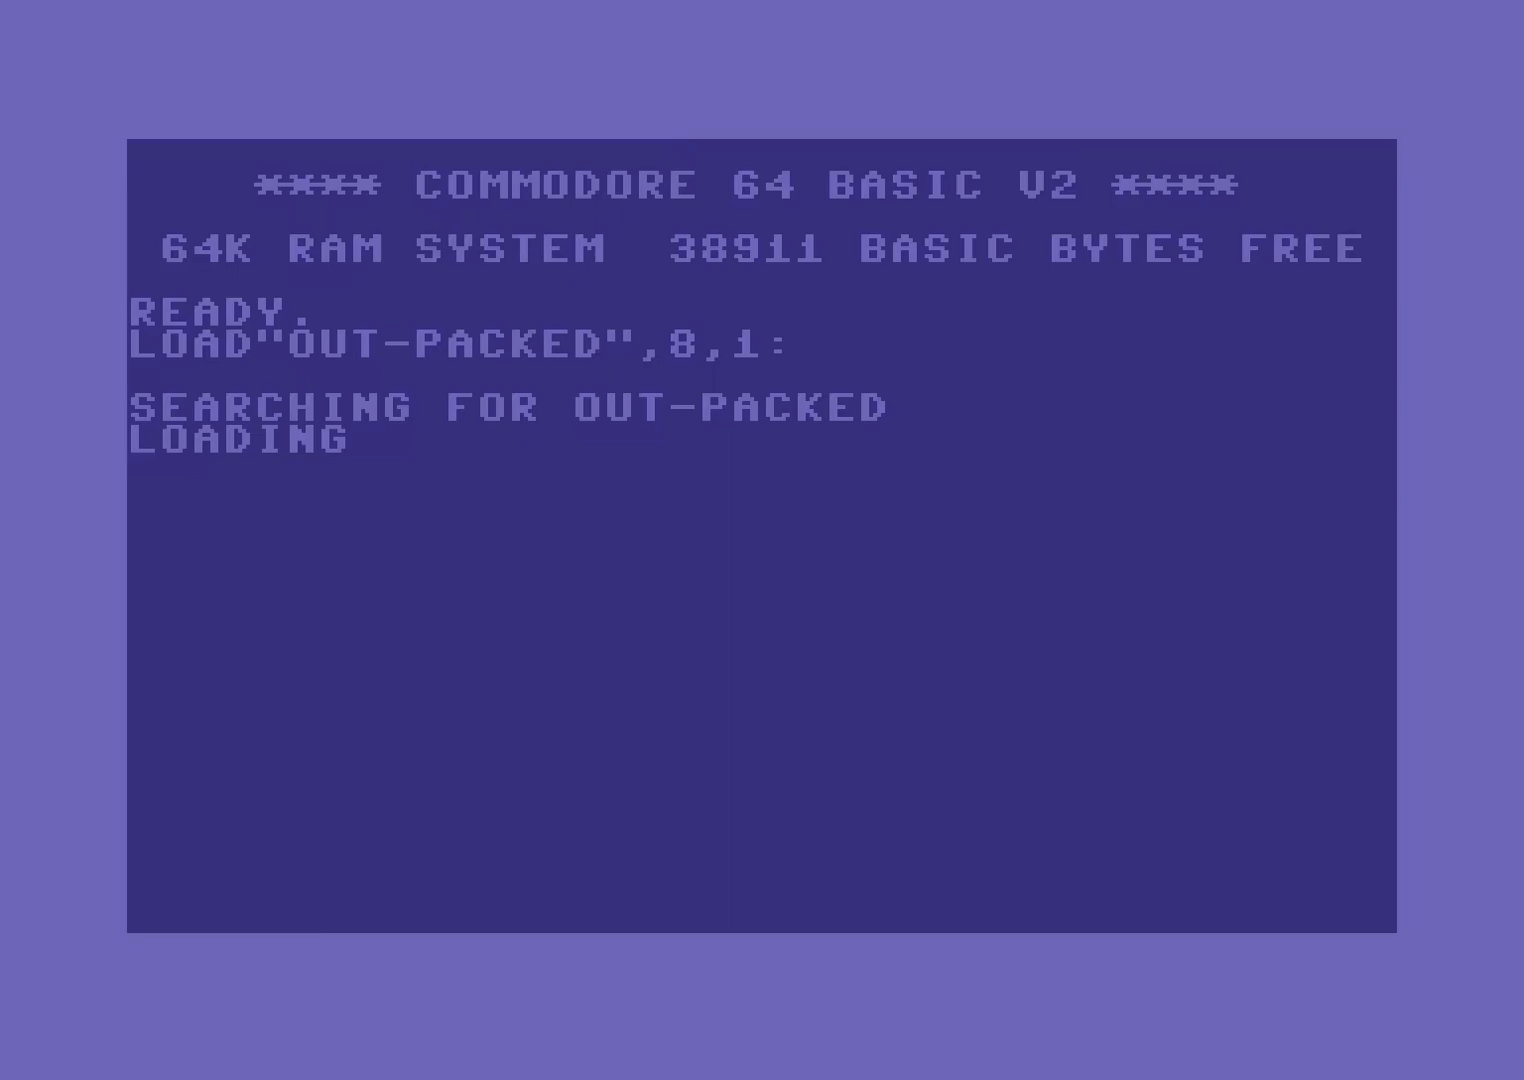 **** COMMODORE 64 BASIC V2 ****
64K RAM SYSTEM  38911 BASIC BYTES FREE
READY.
LOAD"OUT-PACKED",8,1:
SEARCHING FOR OUT-PACKED
LOADING